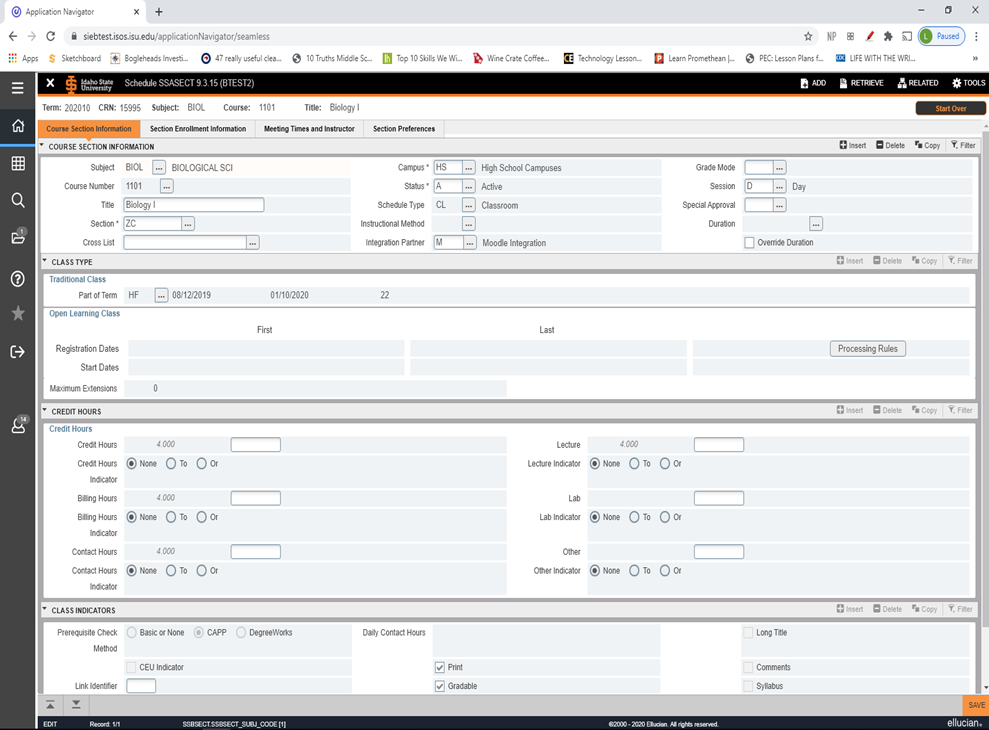 Application Navigator
siebtest.isos.isu.edu/applicationNavigator/seamless
NP
L Paused
Apps Sketchboard Bogleheads Investi... 47 really useful clea... 10 Truths Middle Sc... Top 10 Skills We Wi... Wine Crate Coffee... Technology Lesson... Learn Promethean |... PEC: Lesson Plans f... LIFE WITH THE WRI... »
Idaho State University Schedule SSASECT 9.3.15 (BTEST2) ADD RETRIEVE RELATED TOOLS
Term: 202010 CRN: 15995 Subject: BIOL Course: 1101 Title: Biology I Start Over
Course Section Information Section Enrollment Information Meeting Times and Instructor Section Preferences
COURSE SECTION INFORMATION Insert Delete Copy Filter
Subject BIOL ... BIOLOGICAL SCI Campus * HS ... High School Campuses Grade Mode ...
Course Number 1101 ... Status * A ... Active Session D ... Day
Title Biology I Schedule Type CL ... Classroom Special Approval ...
Section * ZC ... Instructional Method ... Duration ...
Cross List ... Integration Partner M ... Moodle Integration Override Duration
CLASS TYPE Insert Delete Copy Filter
Traditional Class
Part of Term HF ... 08/12/2019 01/10/2020 22
Open Learning Class
First Last
Registration Dates Processing Rules
Start Dates
Maximum Extensions 0
CREDIT HOURS Insert Delete Copy Filter
Credit Hours
Credit Hours 4.000 Lecture 4.000
Credit Hours Indicator None To Or Lecture Indicator None To Or
Billing Hours 4.000 Lab
Billing Hours Indicator None To Or Lab Indicator None To Or
Contact Hours 4.000 Other
Contact Hours Indicator None To Or Other Indicator None To Or
CLASS INDICATORS Insert Delete Copy Filter
Prerequisite Check Method Basic or None CAPP DegreeWorks Daily Contact Hours Long Title
CEU Indicator Print Comments
Link Identifier Gradable Syllabus
1
14
SAVE
EDIT Record: 1/1 SSBSECT.SSBSECT_SUBJ_CODE [1] ©2000 - 2020 Ellucian. All rights reserved. ellucian.